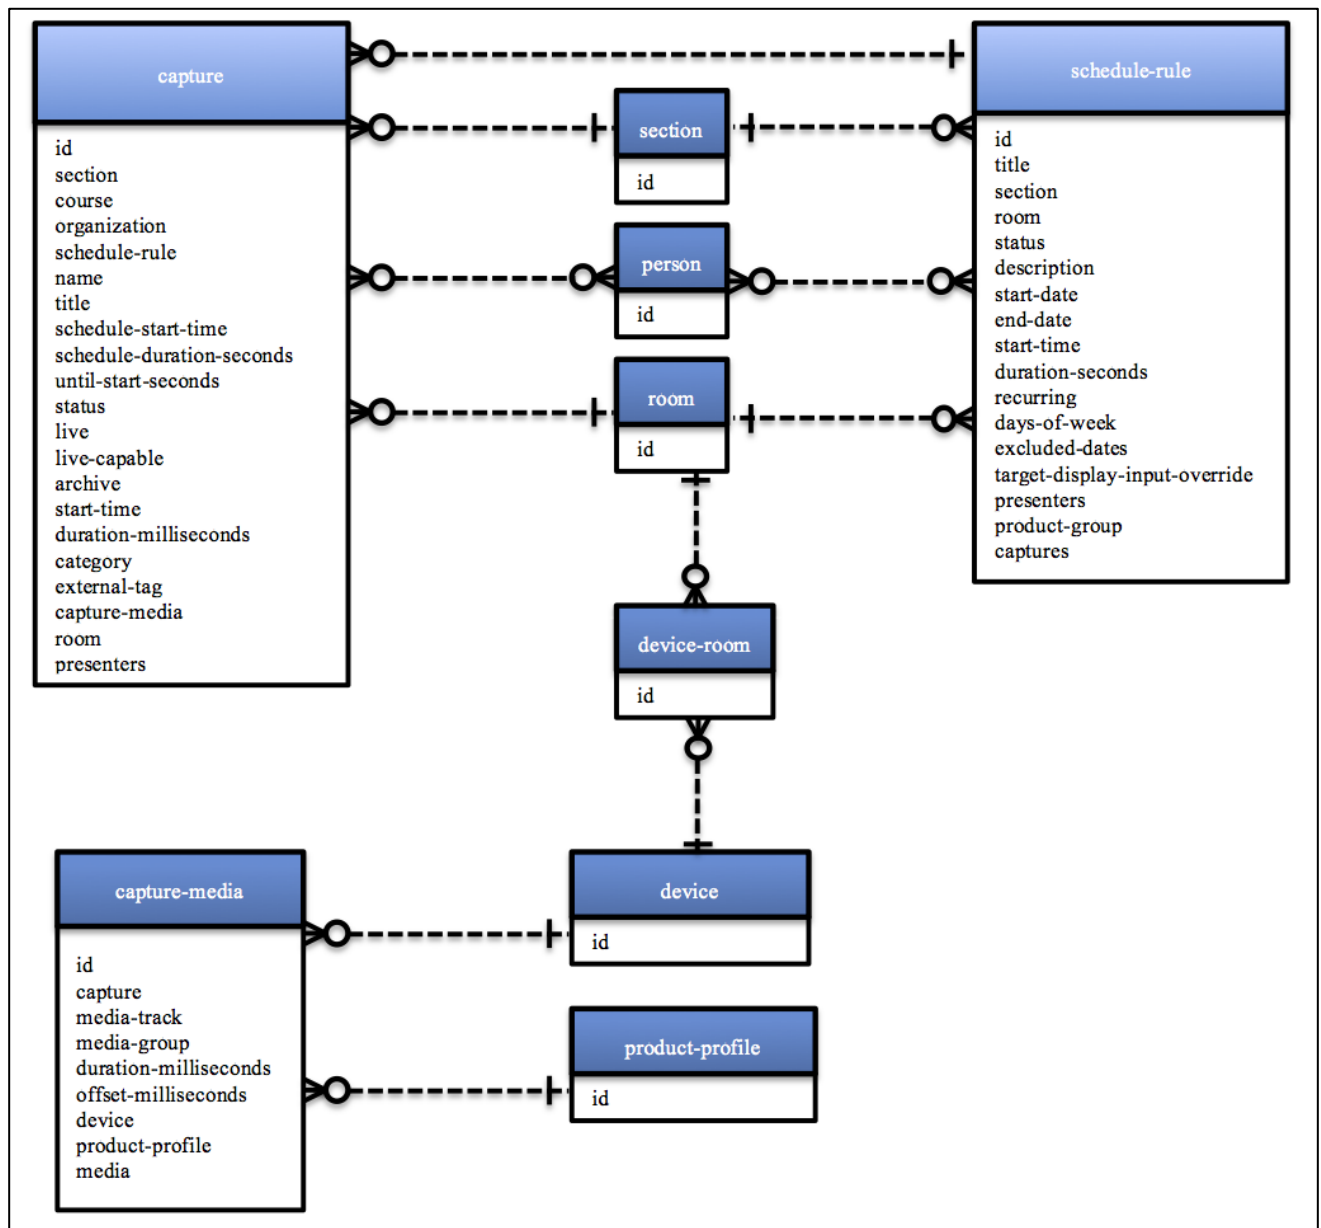 capture
id
section
course
organization
schedule-rule
name
title
schedule-start-time
schedule-duration-seconds
until-start-seconds
status
live
live-capable
archive
start-time
duration-milliseconds
category
external-tag
capture-media
room
presenters
section
id
person
id
room
id
schedule-rule
id
title
section
room
status
description
start-date
end-date
start-time
duration-seconds
recurring
days-of-week
excluded-dates
target-display-input-override
presenters
product-group
captures
device-room
id
capture-media
id
capture
media-track
media-group
duration-milliseconds
offset-milliseconds
device
product-profile
media
device
id
product-profile
id